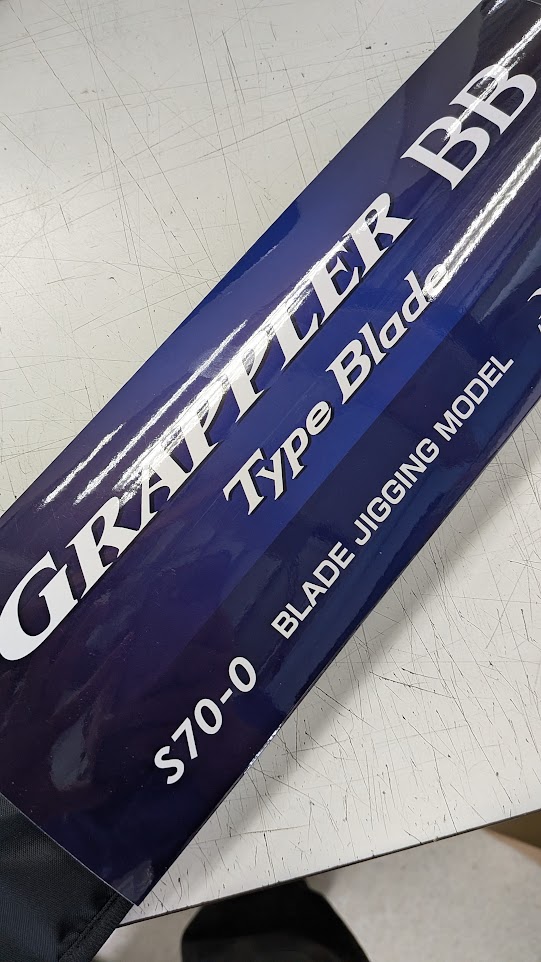 GRAPPLER BB
Type Blade
S70-0 BLADE JIGGING MODEL